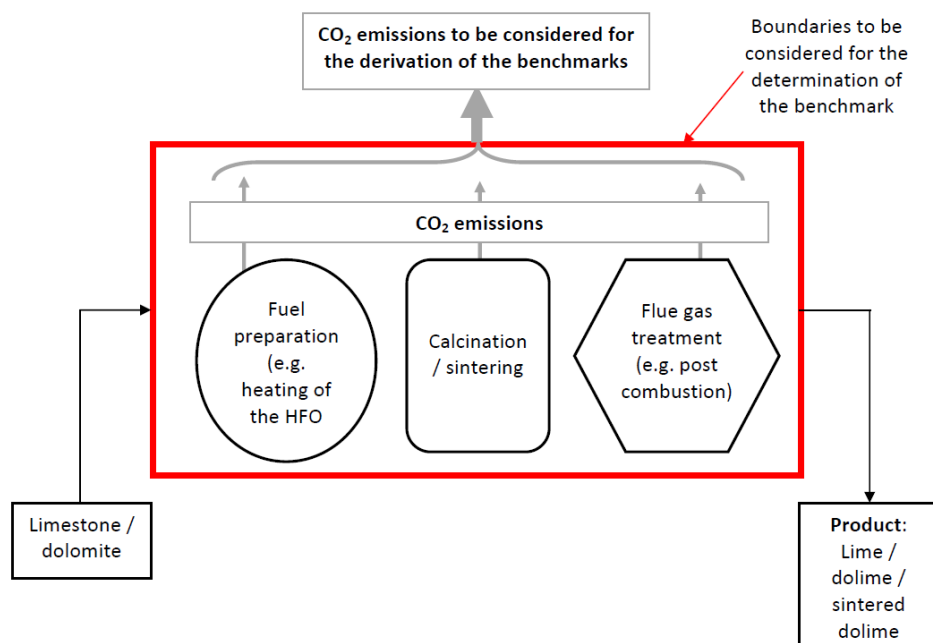 CO₂ emissions to be considered for
the derivation of the benchmarks
Boundaries to be
considered for the
determination of
the benchmark
CO₂ emissions
Fuel
preparation
(e.g.
heating of
the HFO
Calcination
/ sintering
Flue gas
treatment
(e.g. post
combustion)
Limestone /
dolomite
Product:
Lime /
dolime /
sintered
dolime